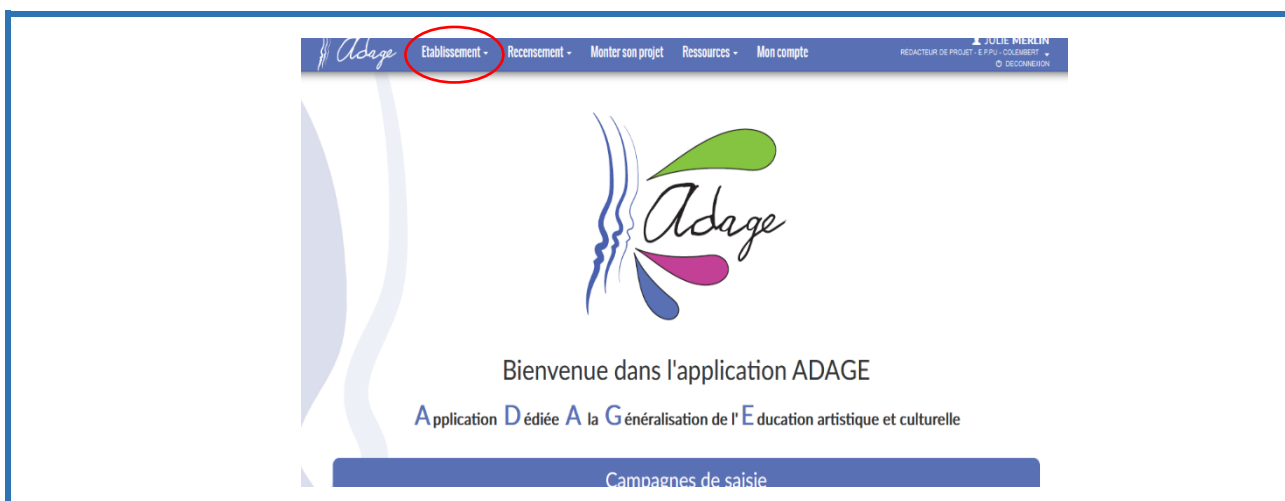 Adage Etablissement Recensement Monter son projet Ressources Mon compte
JULIE MERLIN
REDACTEUR DE PROJET - E.P.PU - COLEMBERT
DECONNEXION
Adage
Bienvenue dans l'application ADAGE
Application Dédiée A la Généralisation de l'Education artistique et culturelle
Campagnes de saisie